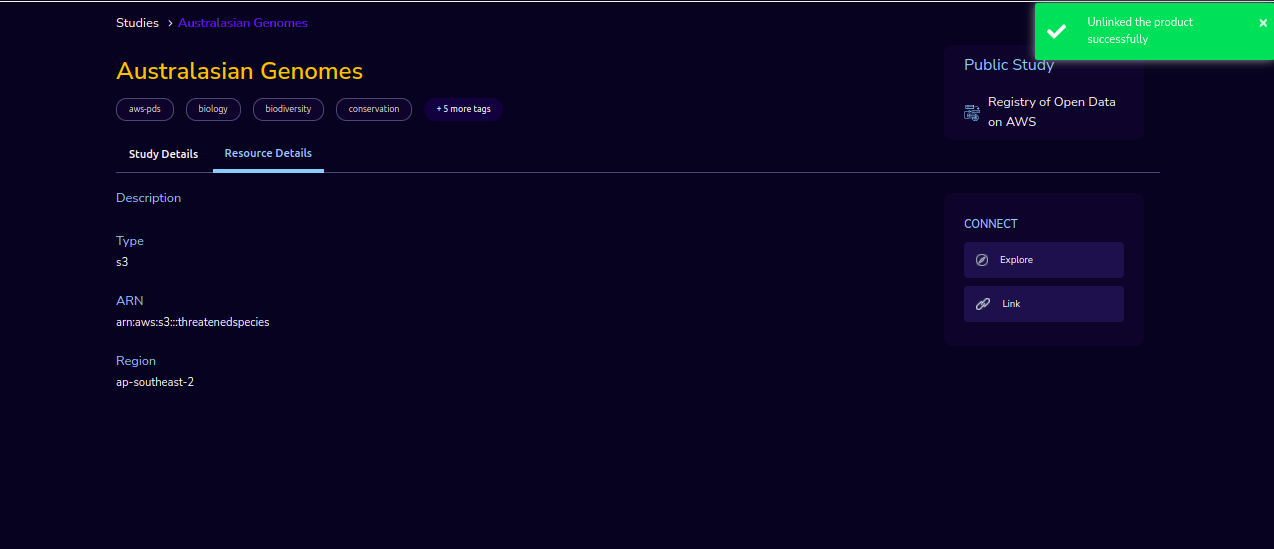 Studies › Australasian Genomes
Unlinked the product
successfully
Australasian Genomes
Public Study
aws-pds biology biodiversity conservation + 5 more tags
Registry of Open Data
on AWS
Study Details Resource Details
Description
CONNECT
Type
s3
Explore
ARN
Link
arn:aws:s3:::threatenedspecies
Region
ap-southeast-2